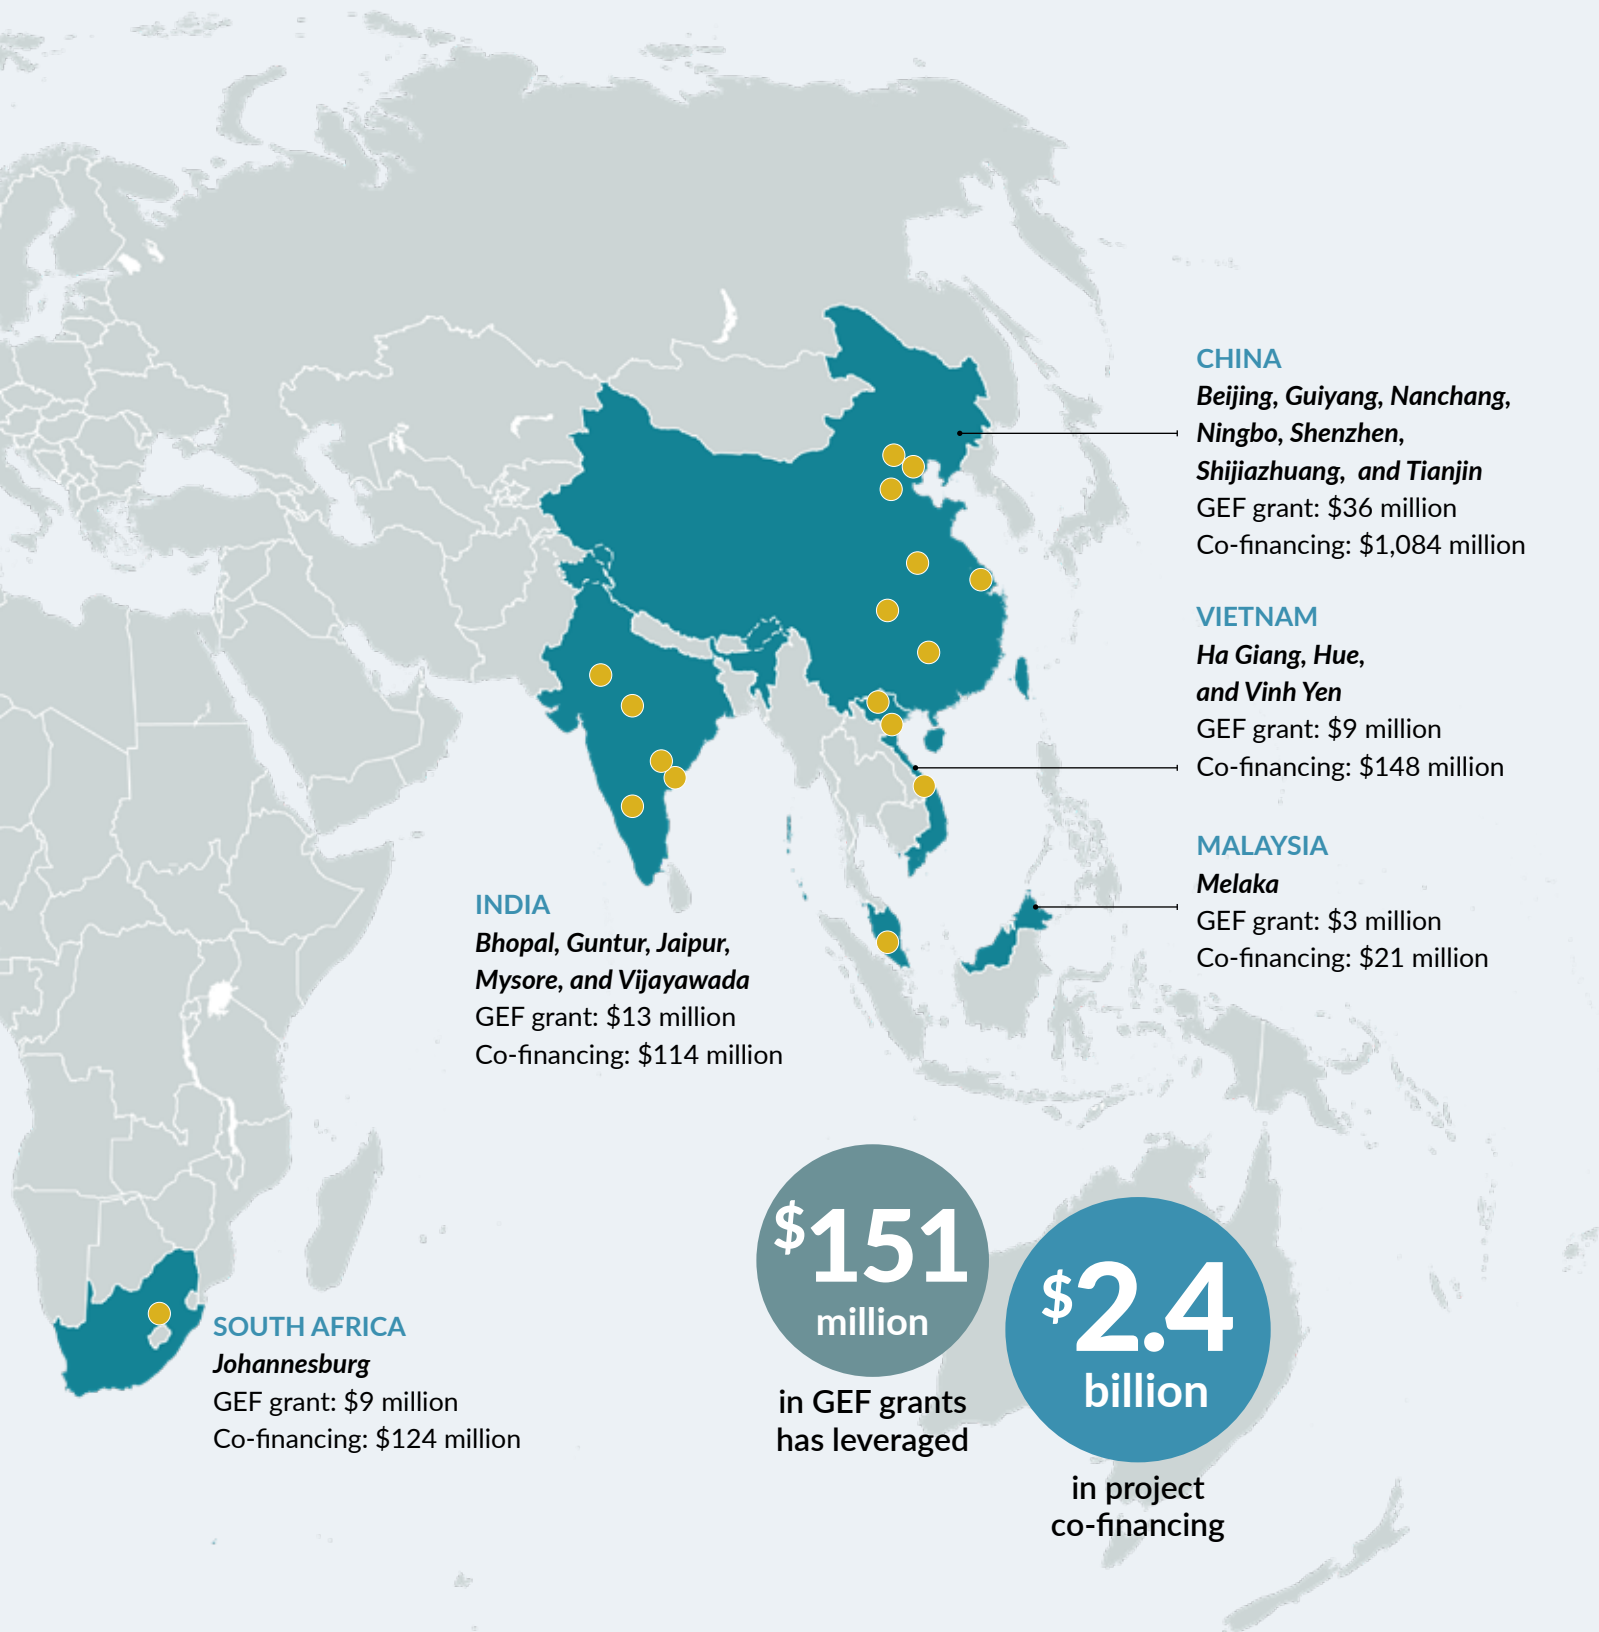 CHINA
Beijing, Guiyang, Nanchang,
Ningbo, Shenzhen,
Shijiazhuang, and Tianjin
GEF grant: $36 million
Co-financing: $1,084 million
VIETNAM
Ha Giang, Hue,
and Vinh Yen
GEF grant: $9 million
Co-financing: $148 million
MALAYSIA
Melaka
GEF grant: $3 million
Co-financing: $21 million
INDIA
Bhopal, Guntur, Jaipur,
Mysore, and Vijayawada
GEF grant: $13 million
Co-financing: $114 million
SOUTH AFRICA
Johannesburg
GEF grant: $9 million
Co-financing: $124 million
$151
million
in GEF grants
has leveraged
$2.4
billion
in project
co-financing